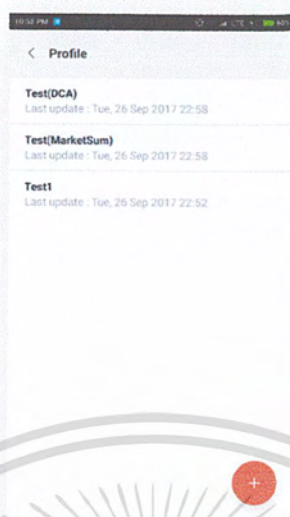 10:58 PM
Profile
Test(DCA)
Last update : Tue, 26 Sep 2017 22:58
Test(MarketSum)
Last update : Tue, 26 Sep 2017 22:58
Test1
Last update : Tue, 26 Sep 2017 22:52
+